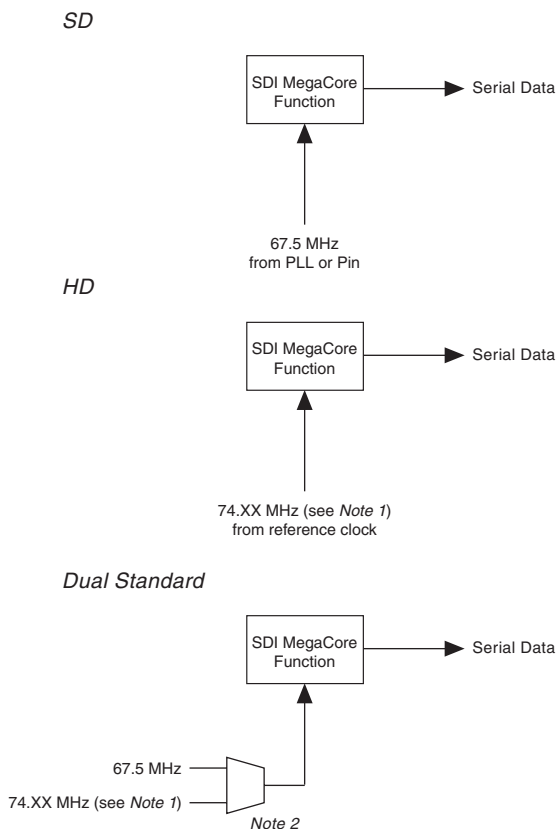 SD
SDI MegaCore
Function
Serial Data
67.5 MHz
from PLL or Pin
HD
SDI MegaCore
Function
Serial Data
74.XX MHz (see Note 1)
from reference clock
Dual Standard
SDI MegaCore
Function
Serial Data
67.5 MHz
74.XX MHz (see Note 1)
Note 2